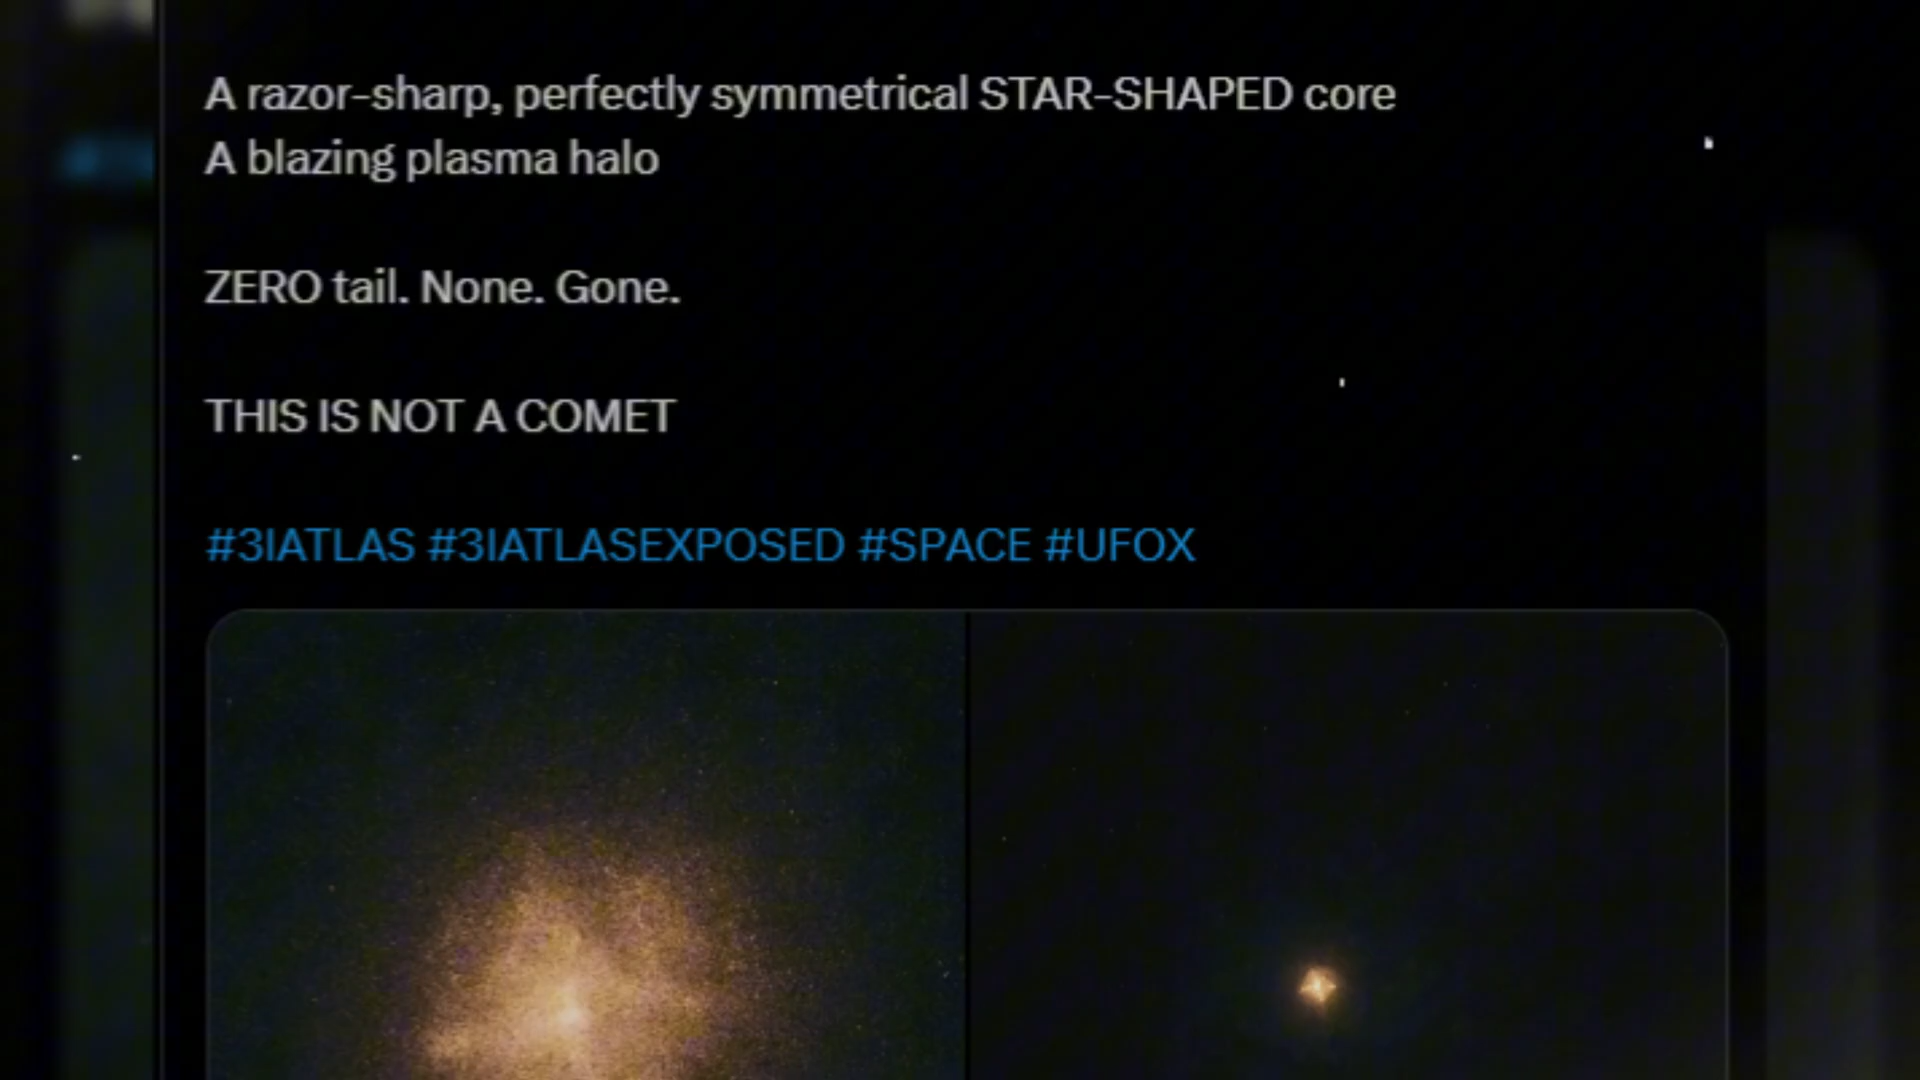 A razor-sharp, perfectly symmetrical STAR-SHAPED core
A blazing plasma halo
ZERO tail. None. Gone.
THIS IS NOT A COMET
#3IATLAS #3IATLASEXPOSED #SPACE #UFOX